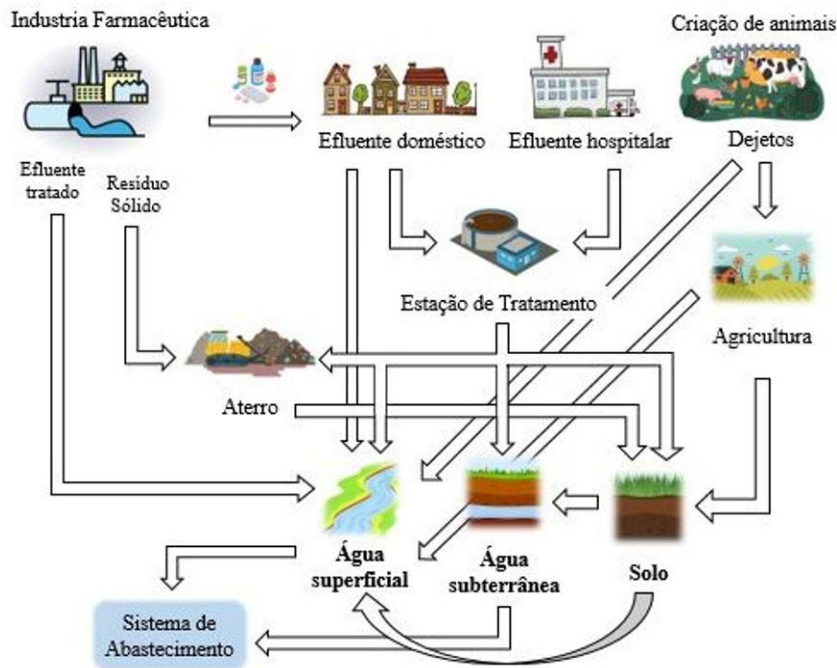 Industria Farmacêutica
Criação de animais
Efluente doméstico
Efluente hospitalar
Dejetos
Efluente
tratado
Resíduo
Sólido
Estação de Tratamento
Agricultura
Aterro
Água
superficial
Água
subterrânea
Solo
Sistema de
Abastecimento